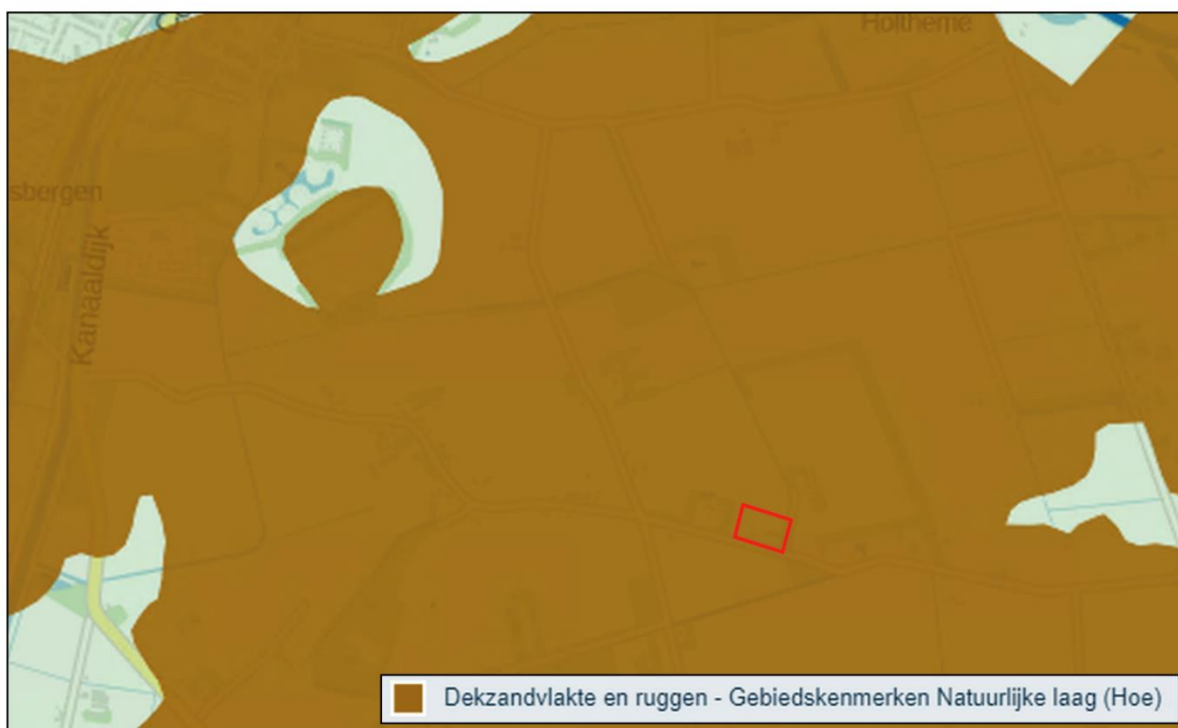 Holtheme
sbergen
Kanaaldijk
Dekzandvlakte en ruggen - Gebiedskenmerken Natuurlijke laag (Hoe)